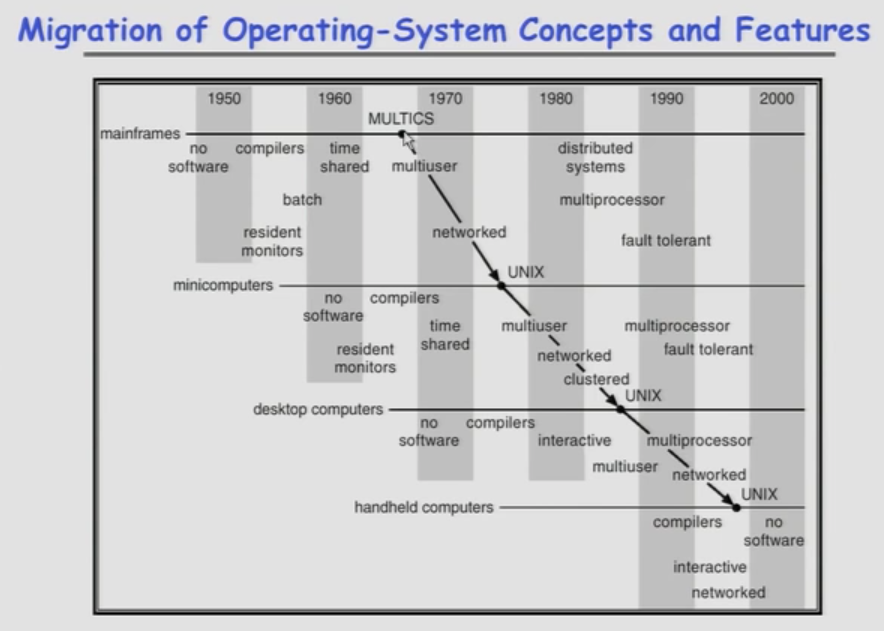 Migration of Operating-System Concepts and Features
1950 1960 1970 1980 1990 2000
MULTICS
mainframes
no compilers time distributed
software shared multiuser systems
batch multiprocessor
resident networked
monitors fault tolerant
UNIX
minicomputers
no compilers
software
time multiuser multiprocessor
shared
resident networked fault tolerant
monitors
clustered
UNIX
desktop computers
no compilers
software interactive multiprocessor
multiuser networked
UNIX
handheld computers
compilers no
software
interactive
networked